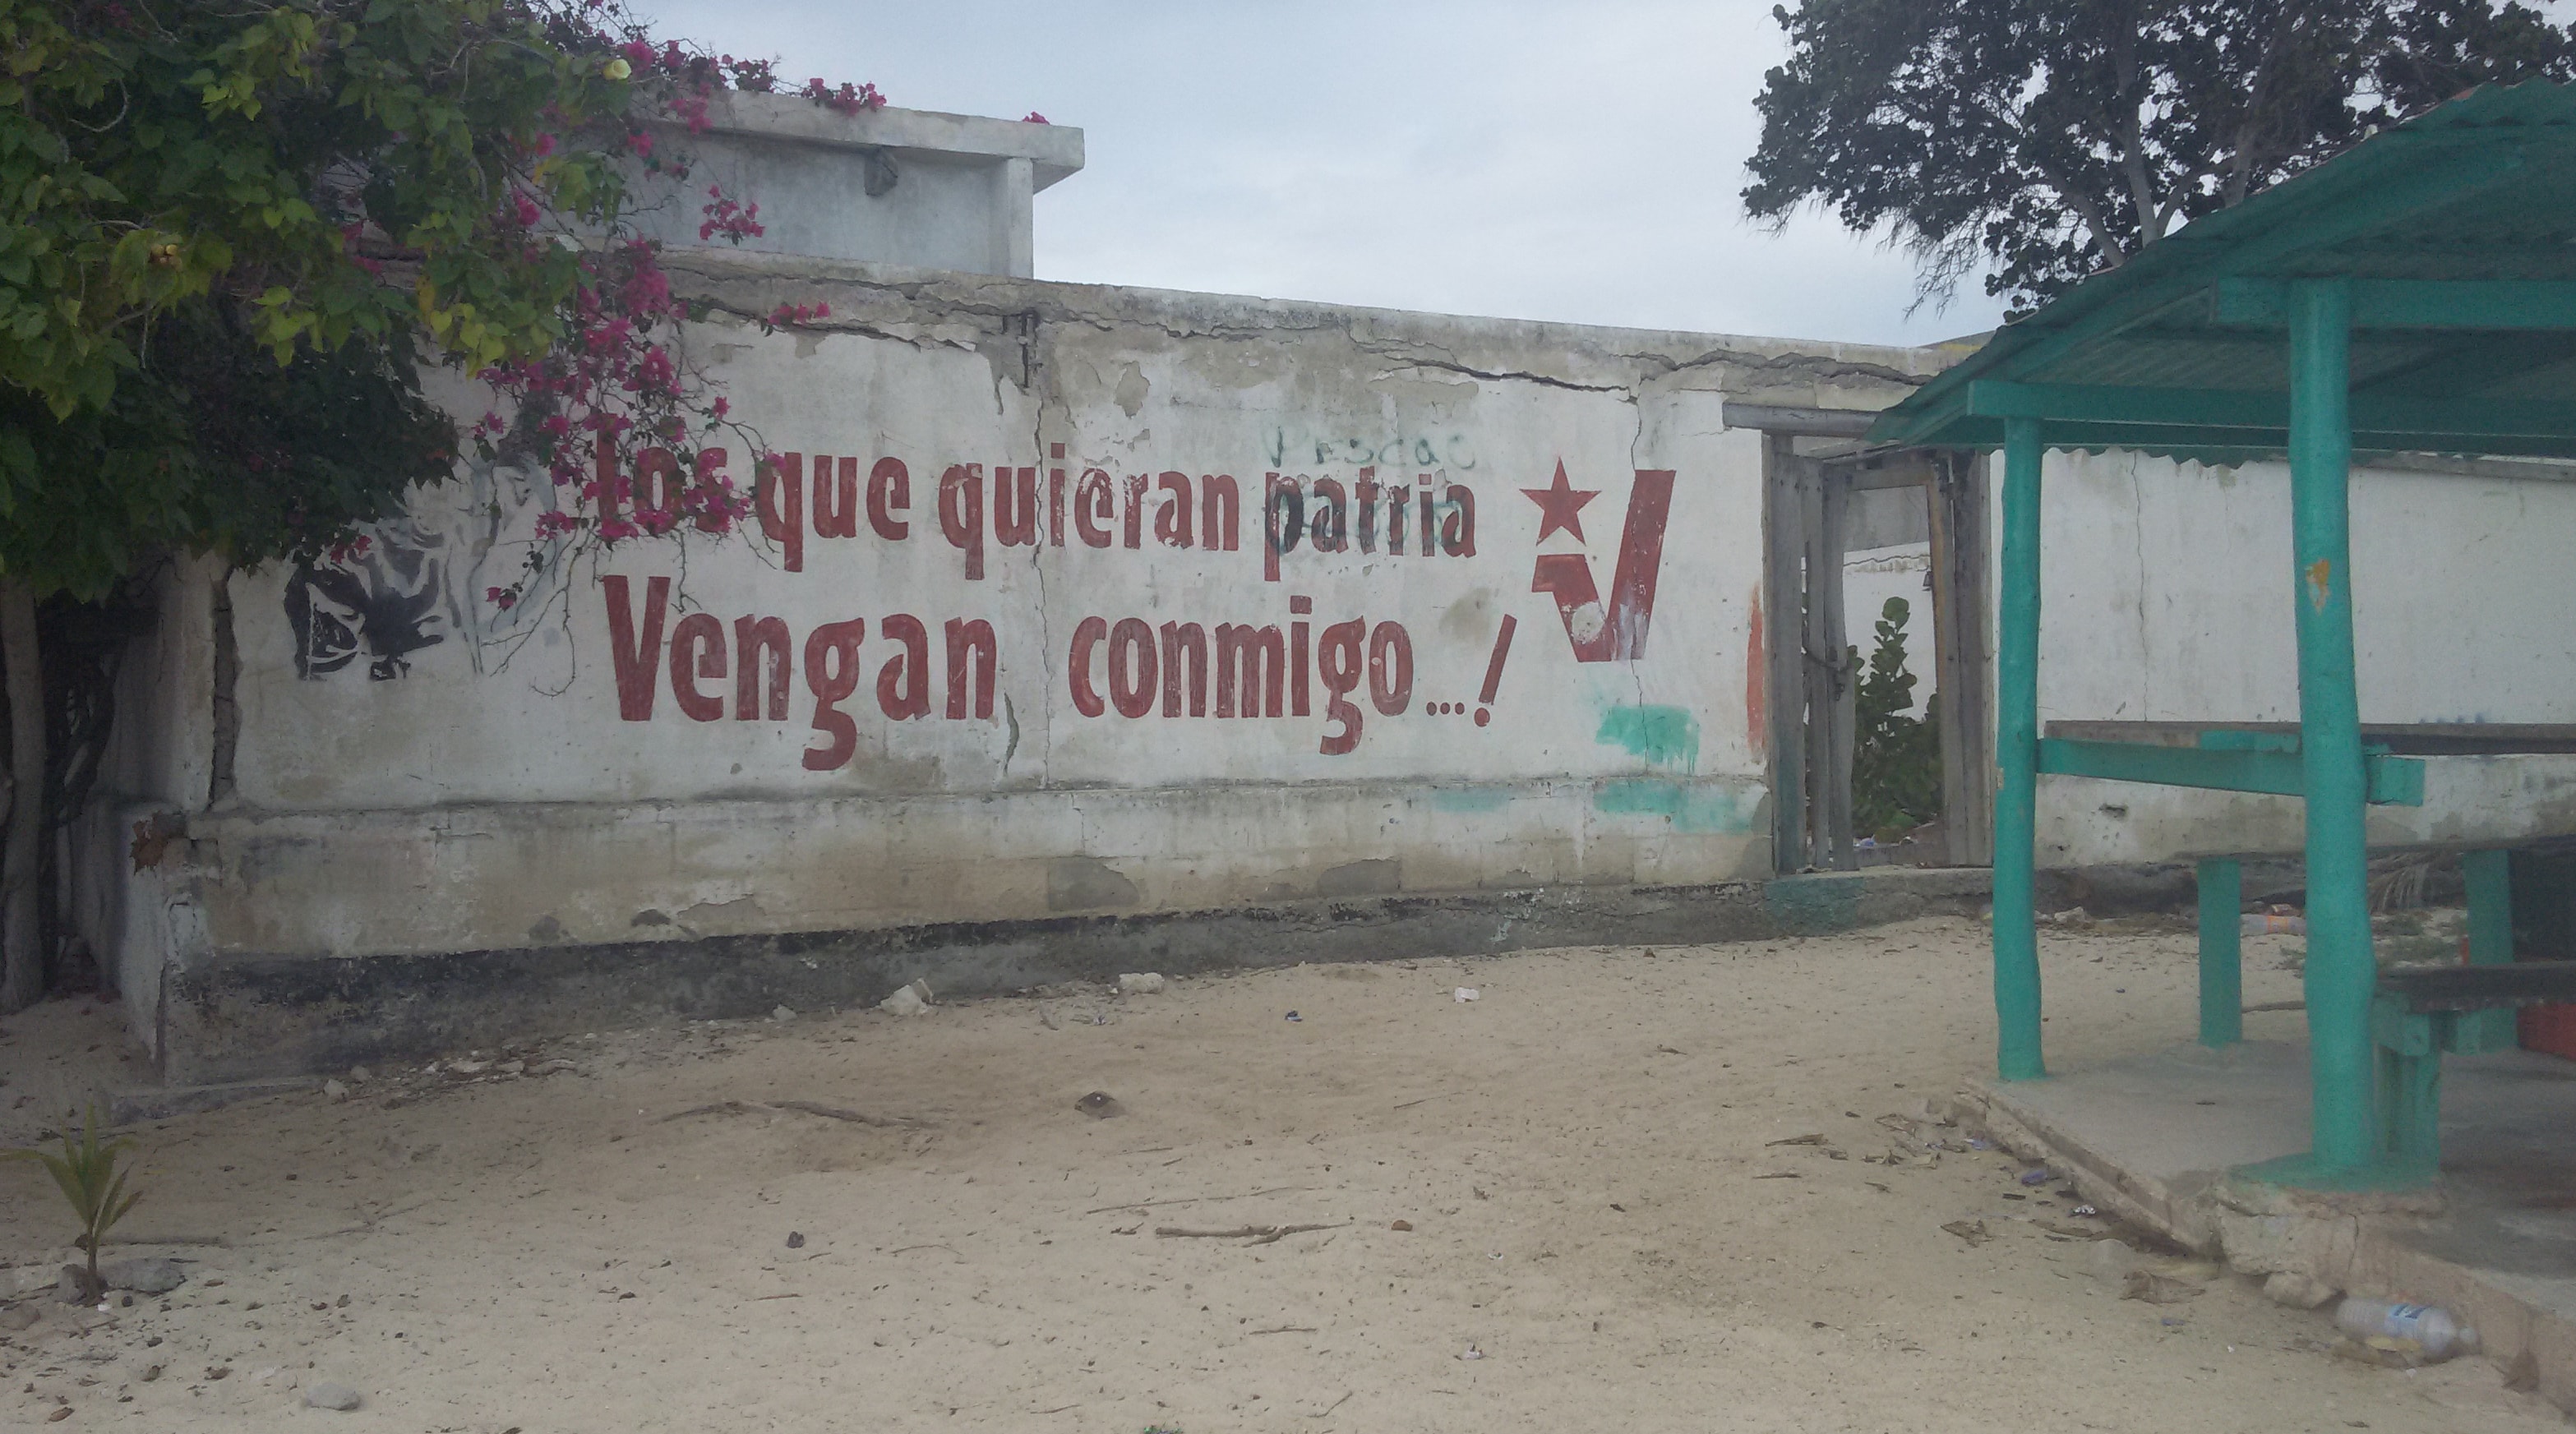 Los que quieran patria
Vengan conmigo...! V